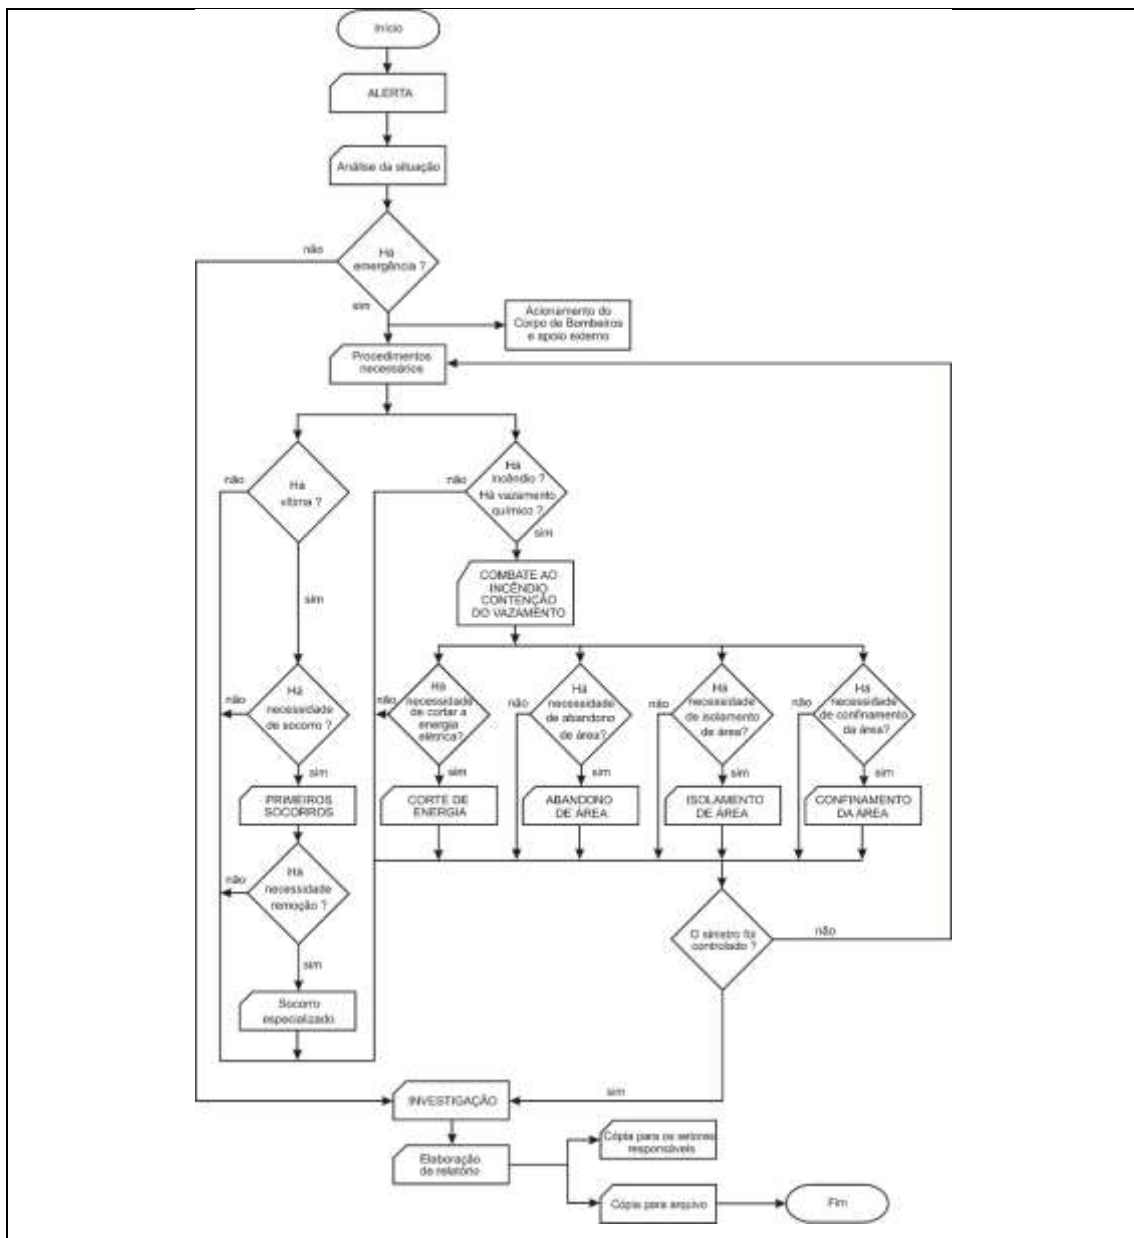 Início
ALERTA
Análise da situação
não
Há
emergência ?
sim
Acionamento do
Corpo de Bombeiros
e apoio externo
Procedimentos
necessários
não
Há
vítima ?
sim
não
Há
incêndio ?
Há vazamento
químico ?
sim
COMBATE AO
INCÊNDIO
CONTENÇÃO
DO VAZAMENTO
não
Há
necessidade
de socorro ?
sim
não
Há
necessidade
de cortar a
energia
elétrica?
sim
não
Há
necessidade
de abandono
de área?
sim
não
Há
necessidade
de isolamento
de área?
sim
não
Há
necessidade
de confinamento
da área?
sim
PRIMEIROS
SOCORROS
CORTE DE
ENERGIA
ABANDONO
DE ÁREA
ISOLAMENTO
DE ÁREA
CONFINAMENTO
DA ÁREA
não
Há
necessidade
remoção ?
sim
O sinistro foi
controlado ?
não
Socorro
especializado
sim
INVESTIGAÇÃO
Elaboração
de relatório
Cópia para os setores
responsáveis
Cópia para arquivo
Fim